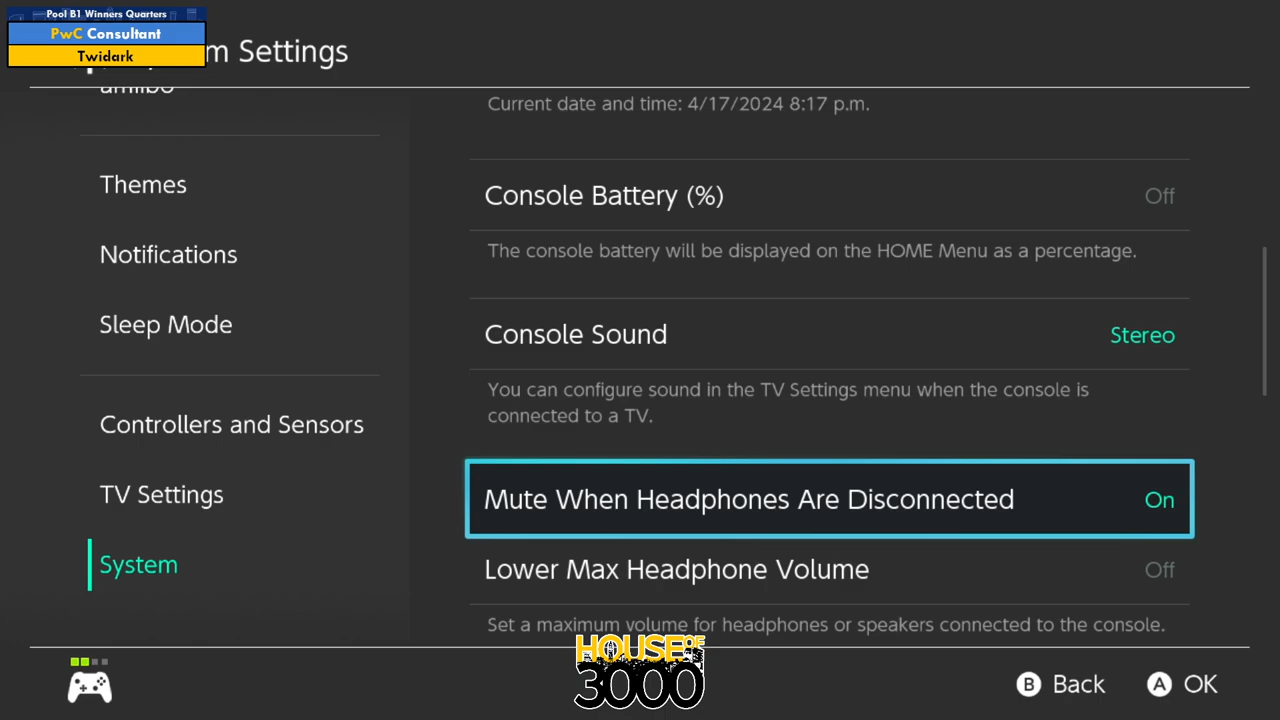 Pool B1 Winners Quarters
PwC Consultant
Twidark
m Settings
amiibo
Themes
Notifications
Sleep Mode
Controllers and Sensors
TV Settings
System
Current date and time: 4/17/2024 8:17 p.m.
Console Battery (%)
Off
The console battery will be displayed on the HOME Menu as a percentage.
Console Sound
Stereo
You can configure sound in the TV Settings menu when the console is
connected to a TV.
Mute When Headphones Are Disconnected
On
Lower Max Headphone Volume
Off
Set a maximum volume for headphones or speakers connected to the console.
HOUSE OF
3000
B Back
A OK